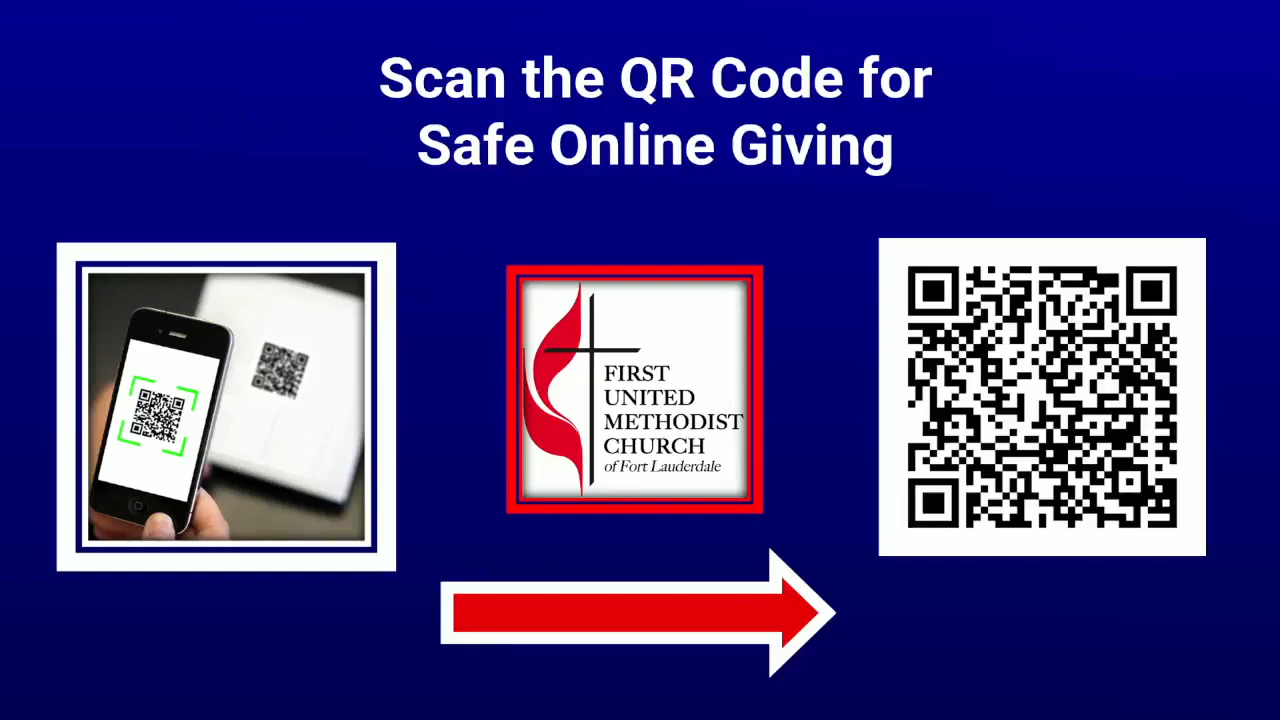 Scan the QR Code for
Safe Online Giving
FIRST
UNITED
METHODIST
CHURCH
of Fort Lauderdale